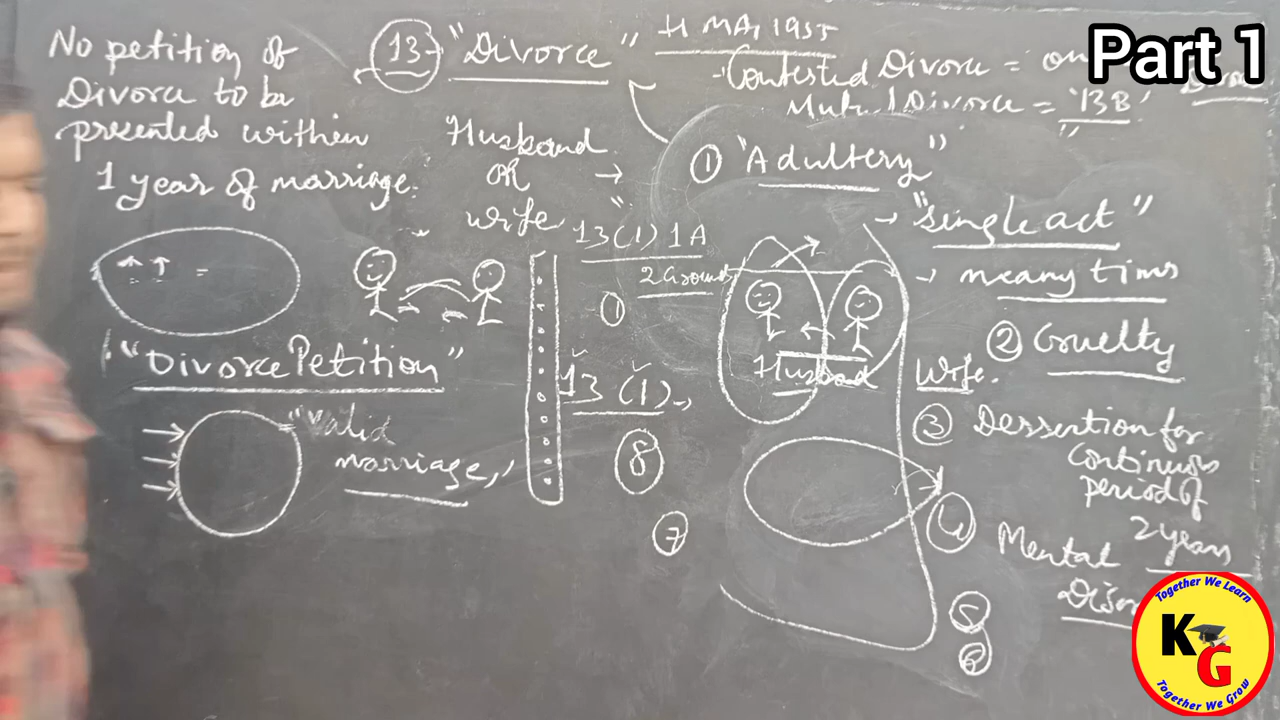 No petition of
Divorce to be
presented within
1 year of marriage.
13- "Divorce" HMA, 1955
Part 1
Contested Divorce =
Divorce = '13B'
Husband
OR →
wife
① "Adultery"
→ "single act"
→ meany times
13(1) 1A
2 Grounds
①
② Cruelty
Husband
Wife.
"Divorce Petition"
13 (1)
"Valid
marriage,
⑧
⑦
③ Dessertion for
continuous
period of
2 years
④ Mental
⑤
⑥
Together We Learn
KG
Together We Grow